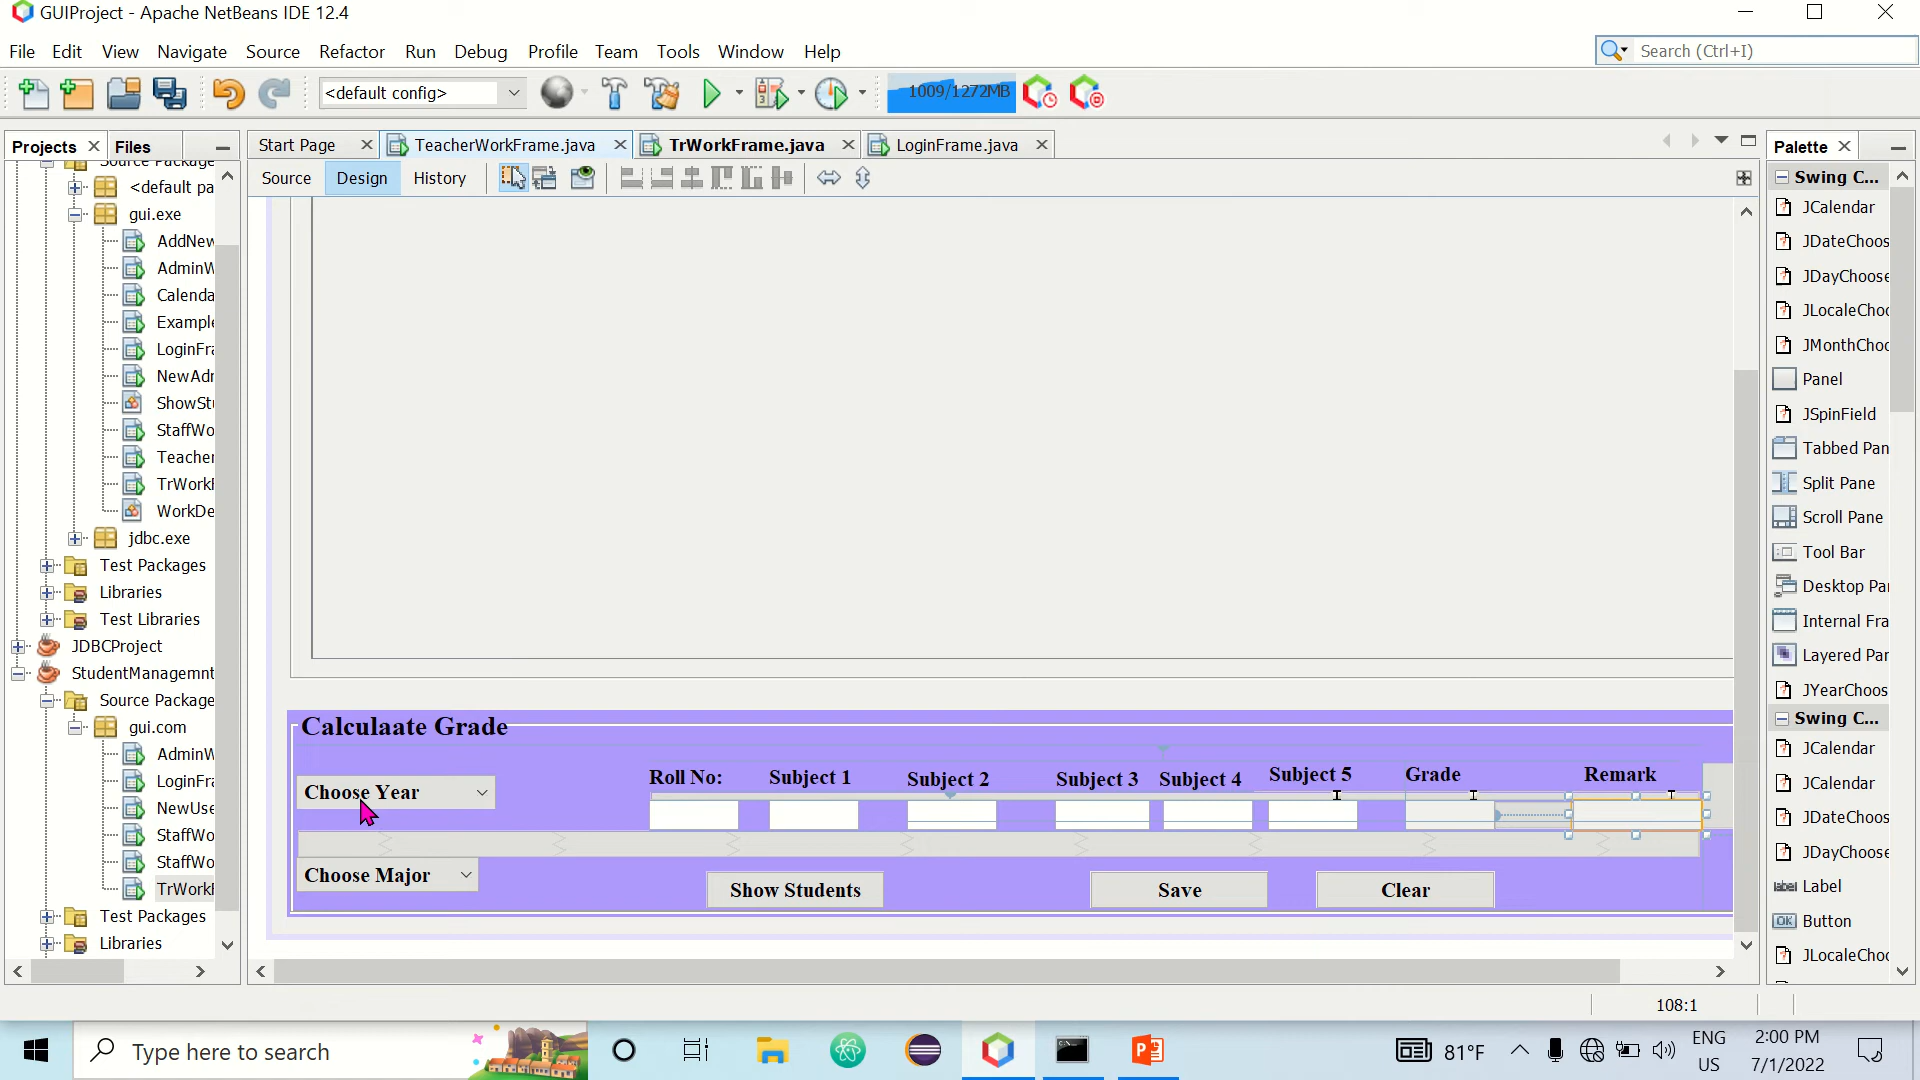 GUIProject - Apache NetBeans IDE 12.4
File Edit View Navigate Source Refactor Run Debug Profile Team Tools Window Help
Search (Ctrl+I)
<default config>
1009/1272MB
Projects Files
Start Page TeacherWorkFrame.java TrWorkFrame.java LoginFrame.java
Palette
Source Design History
Source Package
<default pa
gui.exe
AddNew
AdminW
Calenda
Example
LoginFra
NewAdr
ShowStu
StaffWo
Teacher
TrWorkF
WorkDe
jdbc.exe
Test Packages
Libraries
Test Libraries
JDBCProject
StudentManagemnt
Source Package
gui.com
AdminW
LoginFra
NewUse
StaffWo
StaffWo
TrWorkF
Test Packages
Libraries
Calculaate Grade
Choose Year
Roll No: Subject 1 Subject 2 Subject 3 Subject 4 Subject 5 Grade Remark
Choose Major
Show Students Save Clear
Swing C...
JCalendar
JDateChoos
JDayChoose
JLocaleChoo
JMonthChoo
Panel
JSpinField
Tabbed Pan
Split Pane
Scroll Pane
Tool Bar
Desktop Pa
Internal Fra
Layered Par
JYearChoos
Swing C...
JCalendar
JCalendar
JDateChoos
JDayChoose
Label
Button
JLocaleChoo
108:1
Type here to search
81°F
ENG
US
2:00 PM
7/1/2022